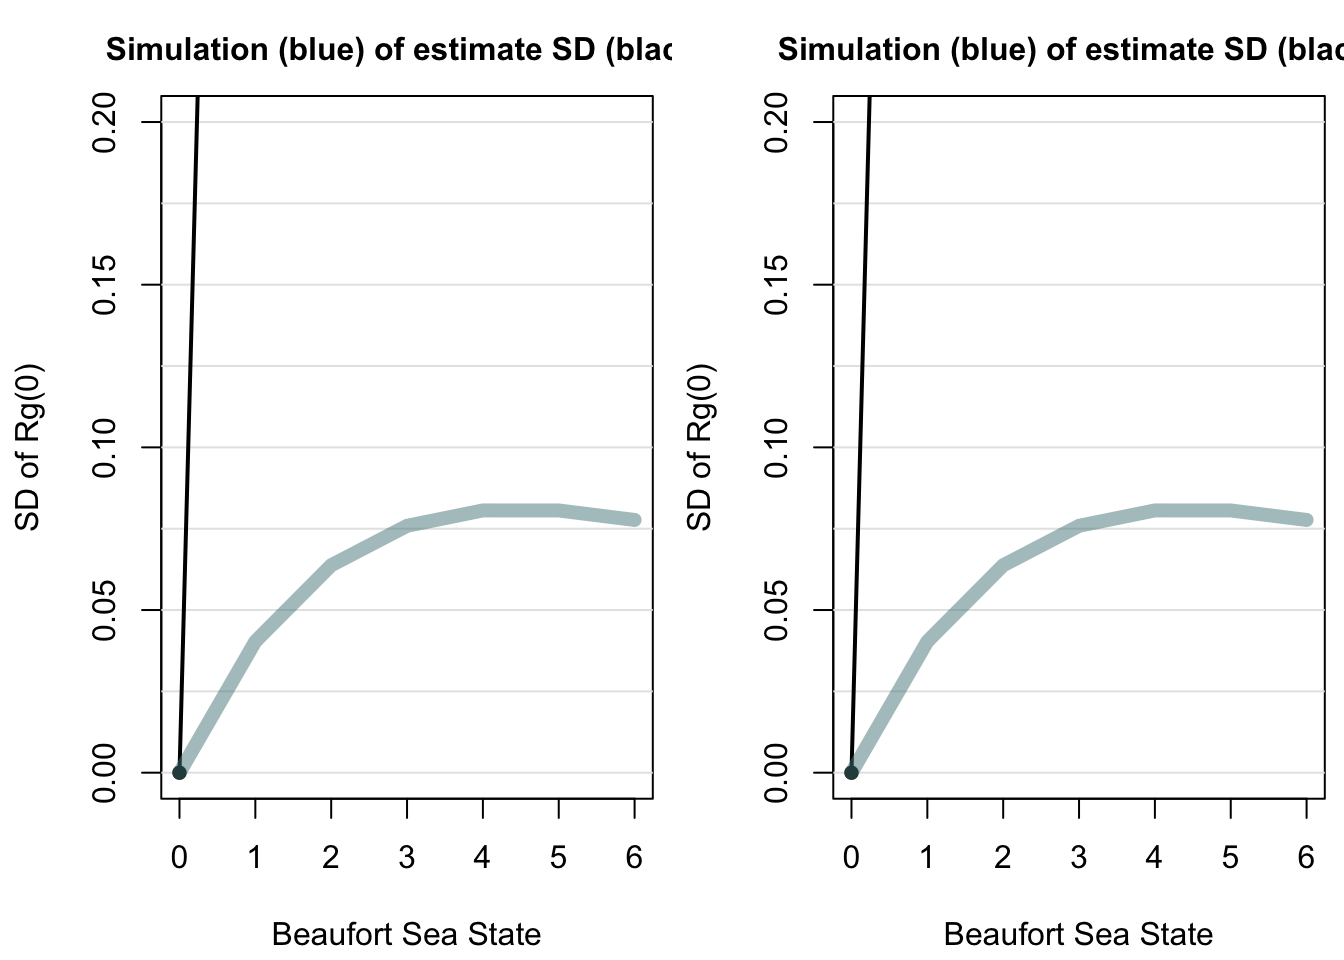 Simulation (blue) of estimate SD (blac
SD of Rg(0)
0.20
0.15
0.10
0.05
0.00
0 1 2 3 4 5 6
Beaufort Sea State
Simulation (blue) of estimate SD (blac
SD of Rg(0)
0.20
0.15
0.10
0.05
0.00
0 1 2 3 4 5 6
Beaufort Sea State